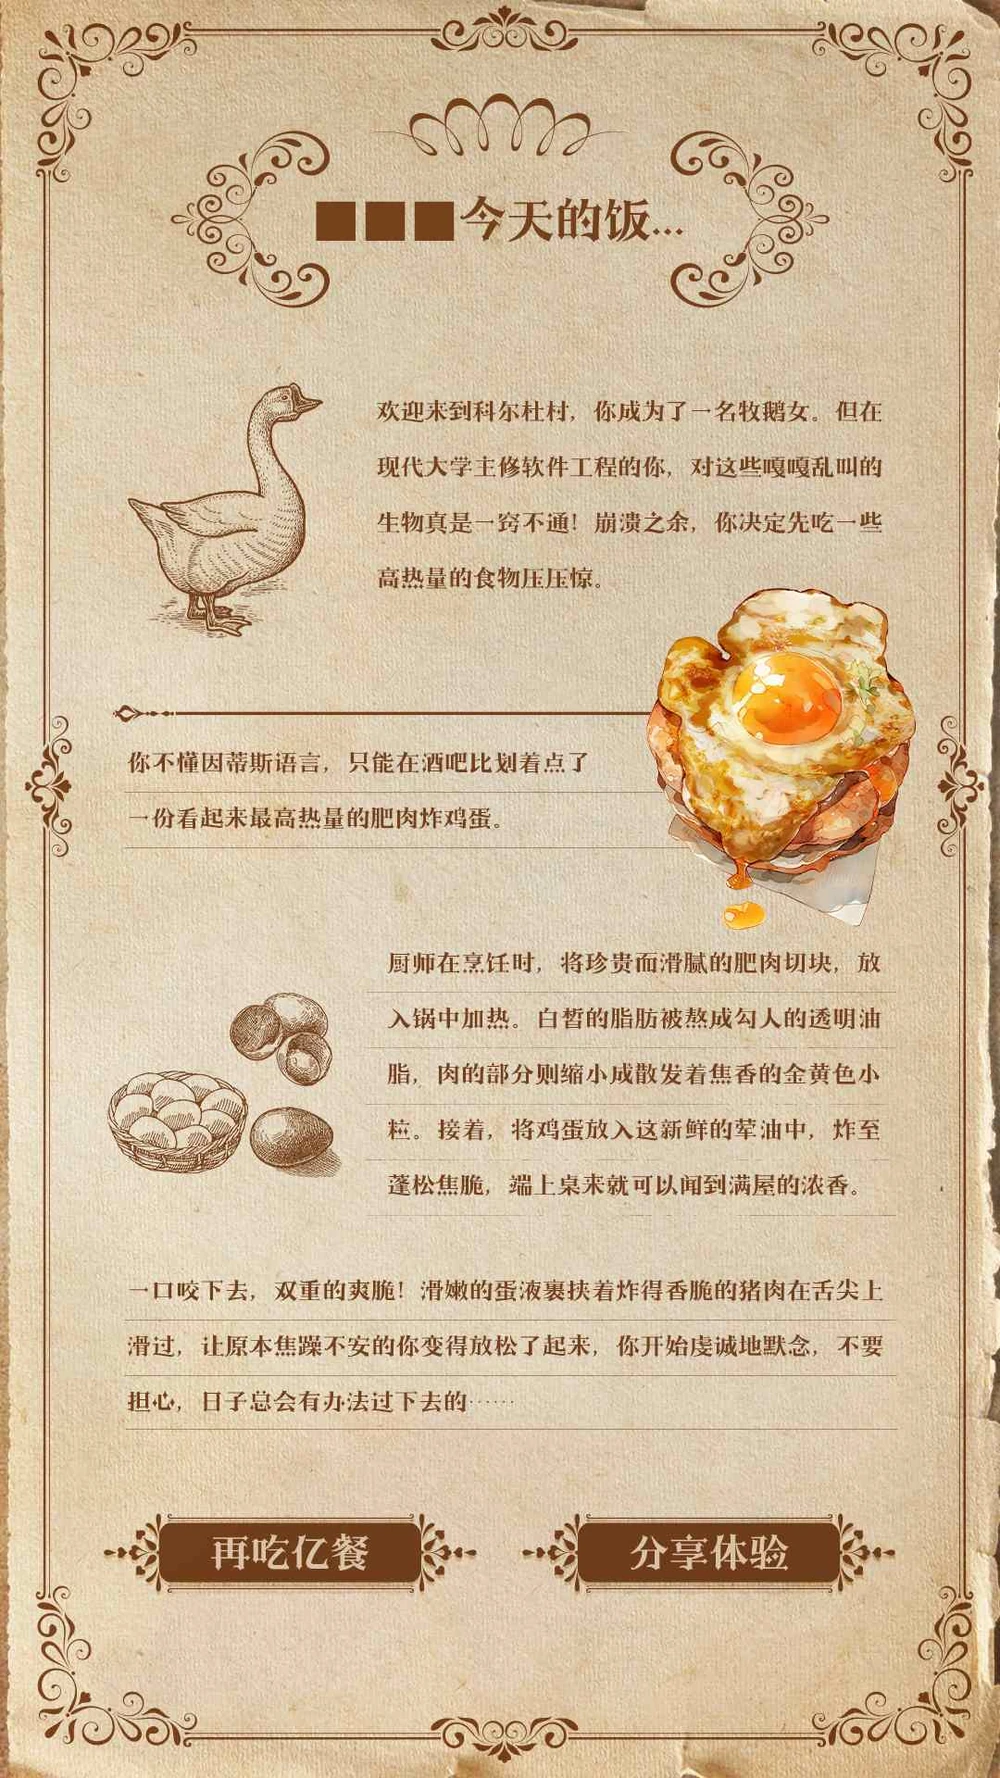 ■■■今天的饭...
欢迎来到科尔杜村，你成为了一名牧鹅女。但在
现代大学主修软件工程的你，对这些嘎嘎乱叫的
生物真是一窍不通！崩溃之余，你决定先吃一些
高热量的食物压压惊。
你不懂因蒂斯语言，只能在酒吧比划着点了
一份看起来最高热量的肥肉炸鸡蛋。
厨师在烹饪时，将珍贵而滑腻的肥肉切块，放
入锅中加热。白皙的脂肪被熬成勾人的透明油
脂，肉的部分则缩小成散发着焦香的金黄色小
粒。接着，将鸡蛋放入这新鲜的荤油中，炸至
蓬松焦脆，端上桌来就可以闻到满屋的浓香。
一口咬下去，双重的爽脆！滑嫩的蛋液裹挟着炸得香脆的猪肉在舌尖上
滑过，让原本焦躁不安的你变得放松了起来，你开始虔诚地默念，不要
担心，日子总会有办法过下去的……
再吃亿餐
分享体验